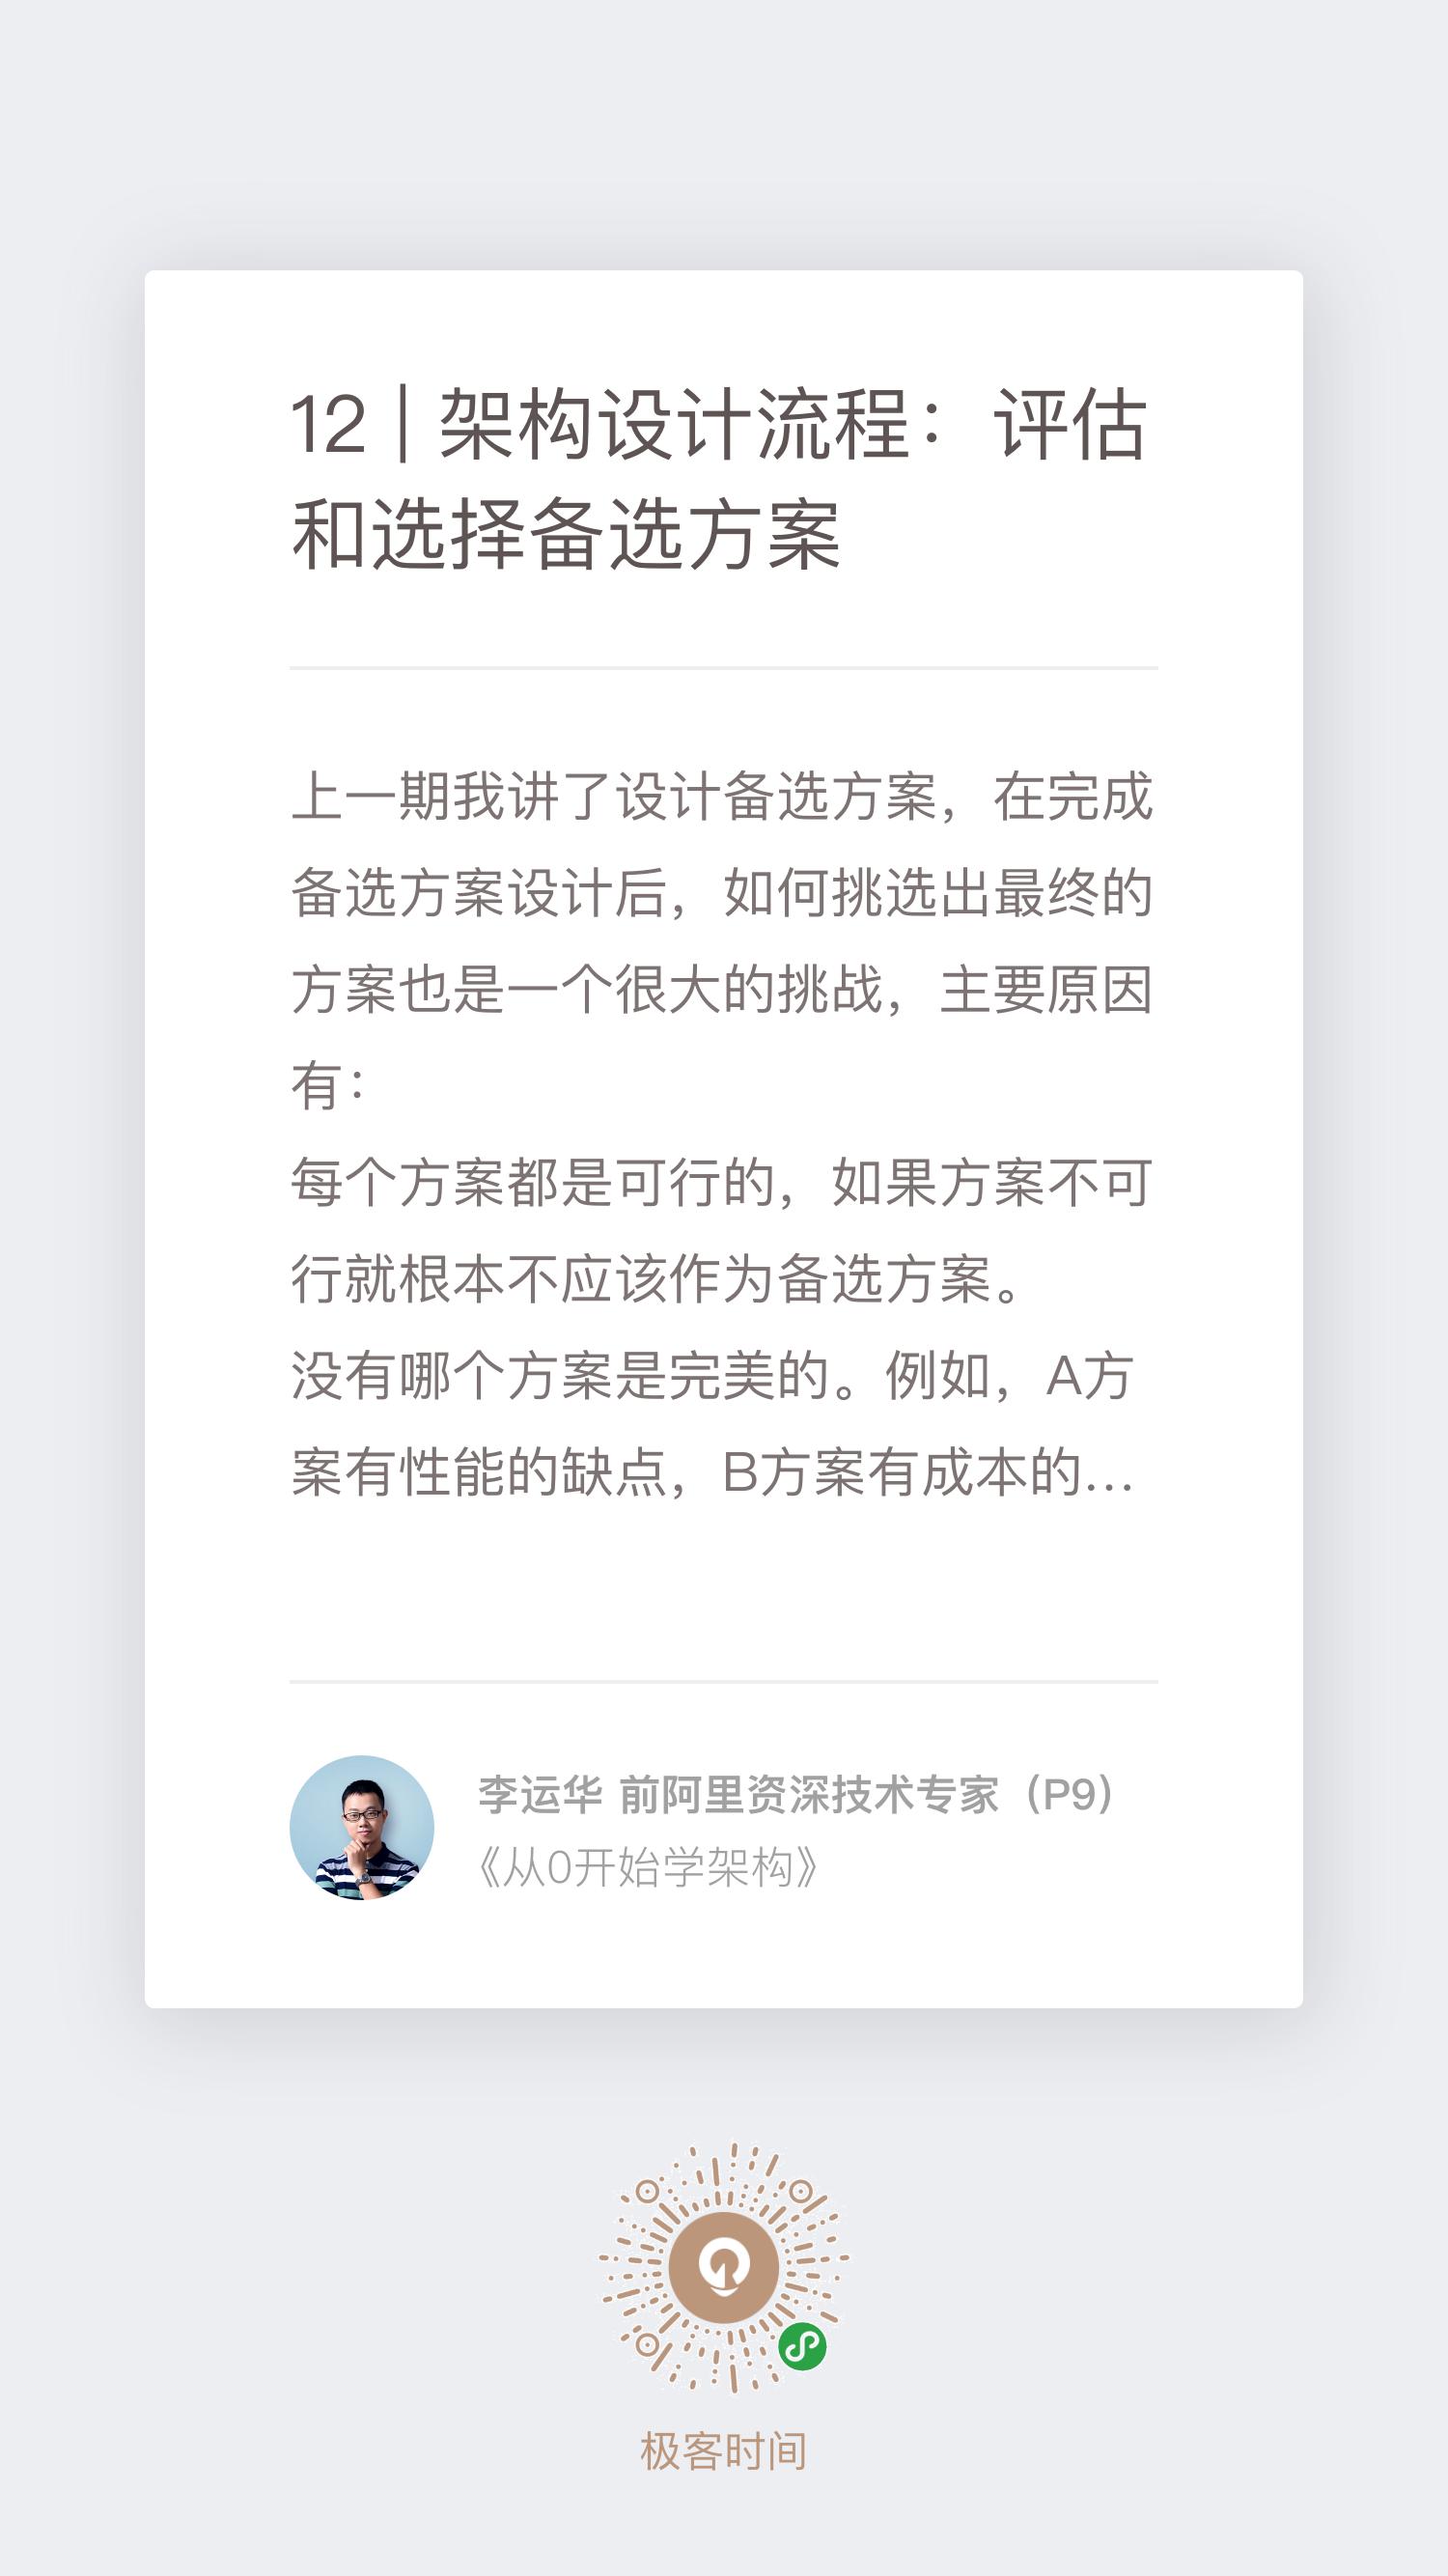 12 | 架构设计流程：评估
和选择备选方案
上一期我讲了设计备选方案，在完成
备选方案设计后，如何挑选出最终的
方案也是一个很大的挑战，主要原因
有：
每个方案都是可行的，如果方案不可
行就根本不应该作为备选方案。
没有哪个方案是完美的。例如，A方
案有性能的缺点，B方案有成本的...
李运华 前阿里资深技术专家（P9）
《从0开始学架构》
极客时间